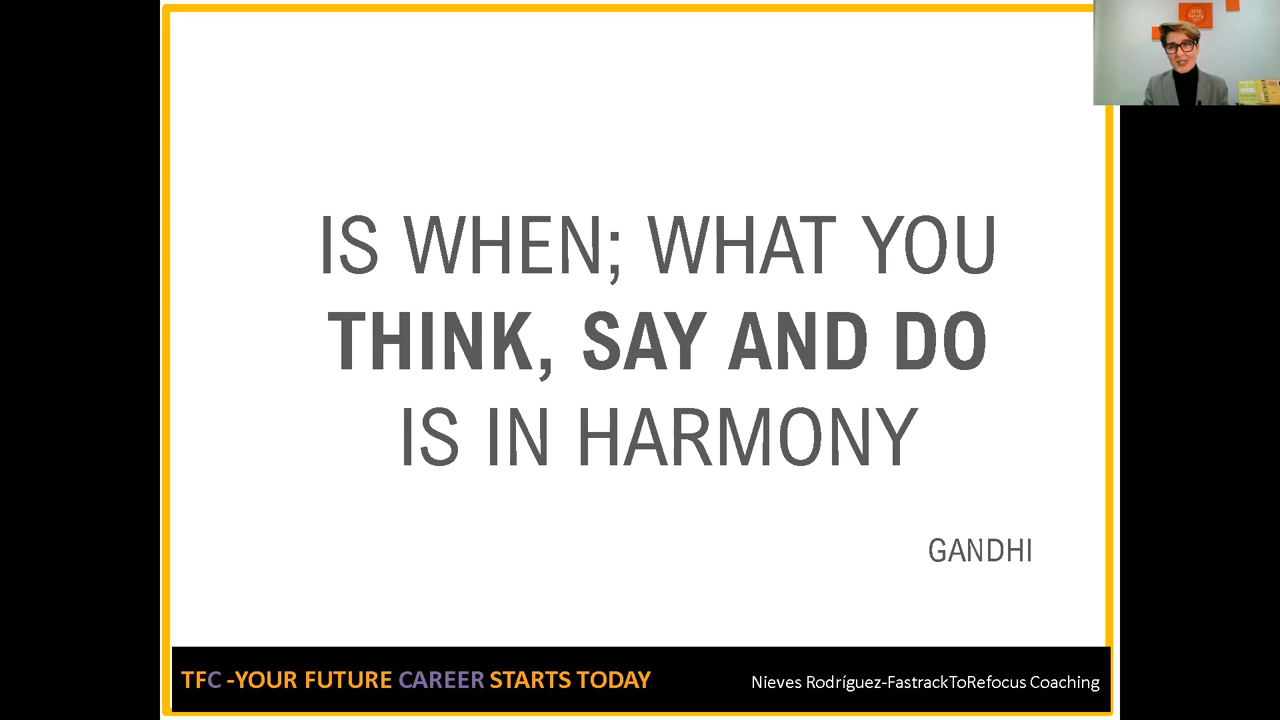 IS WHEN; WHAT YOU
THINK, SAY AND DO
IS IN HARMONY
GANDHI
TFC -YOUR FUTURE CAREER STARTS TODAY
Nieves Rodríguez-FastrackToRefocus Coaching